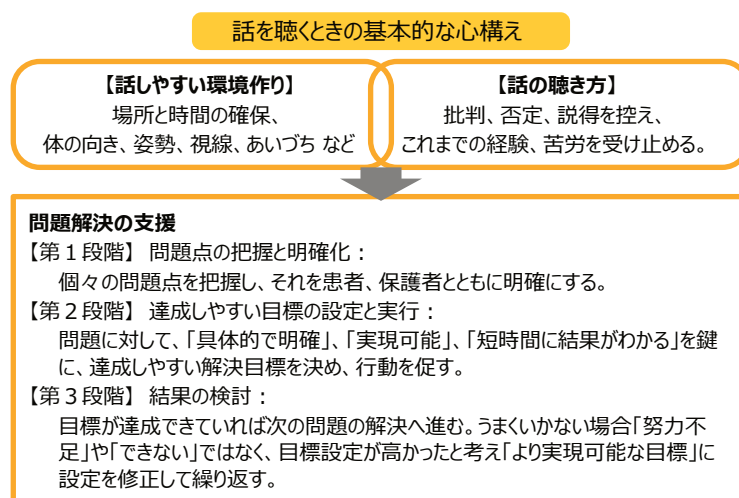 話を聴くときの基本的な心構え
【話しやすい環境作り】
場所と時間の確保、
体の向き、姿勢、視線、あいづち など
【話の聴き方】
批判、否定、説得を控え、
これまでの経験、苦労を受け止める。
問題解決の支援
【第１段階】 問題点の把握と明確化：
個々の問題点を把握し、それを患者、保護者とともに明確にする。
【第２段階】 達成しやすい目標の設定と実行：
問題に対して、「具体的で明確」、「実現可能」、「短時間に結果がわかる」を鍵
に、達成しやすい解決目標を決め、行動を促す。
【第３段階】 結果の検討：
目標が達成できていれば次の問題の解決へ進む。うまくいかない場合「努力不
足」や「できない」ではなく、目標設定が高かったと考え「より実現可能な目標」に
設定を修正して繰り返す。